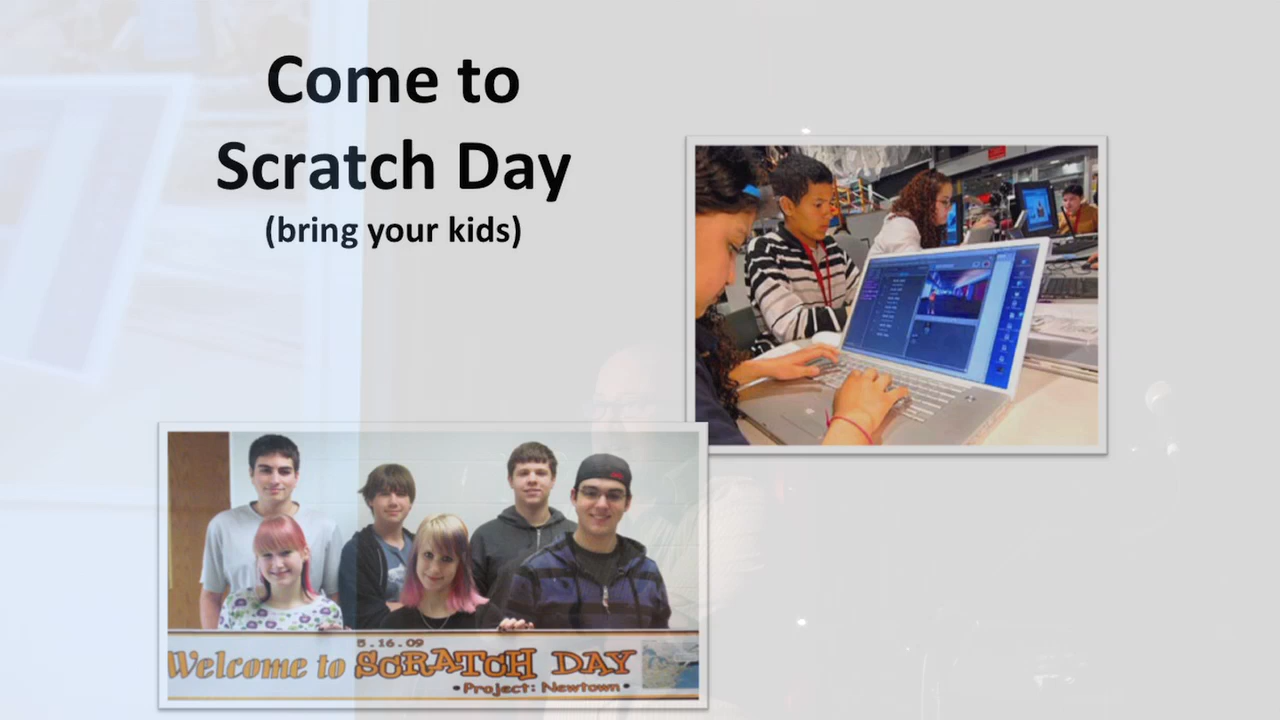 Come to
Scratch Day
(bring your kids)
5.16.09
Welcome to SCRATCH DAY
•Project: Newtown•